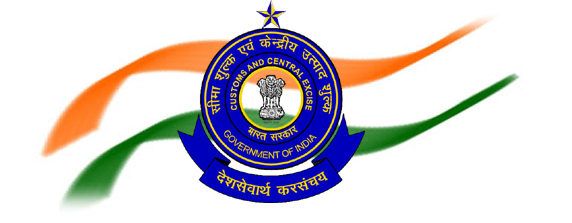 सीमा शुल्क एवं केन्द्रीय उत्पाद शुल्क
CUSTOMS AND CENTRAL EXCISE
भारत सरकार
GOVERNMENT OF INDIA
देशसेवार्थ करसंचय